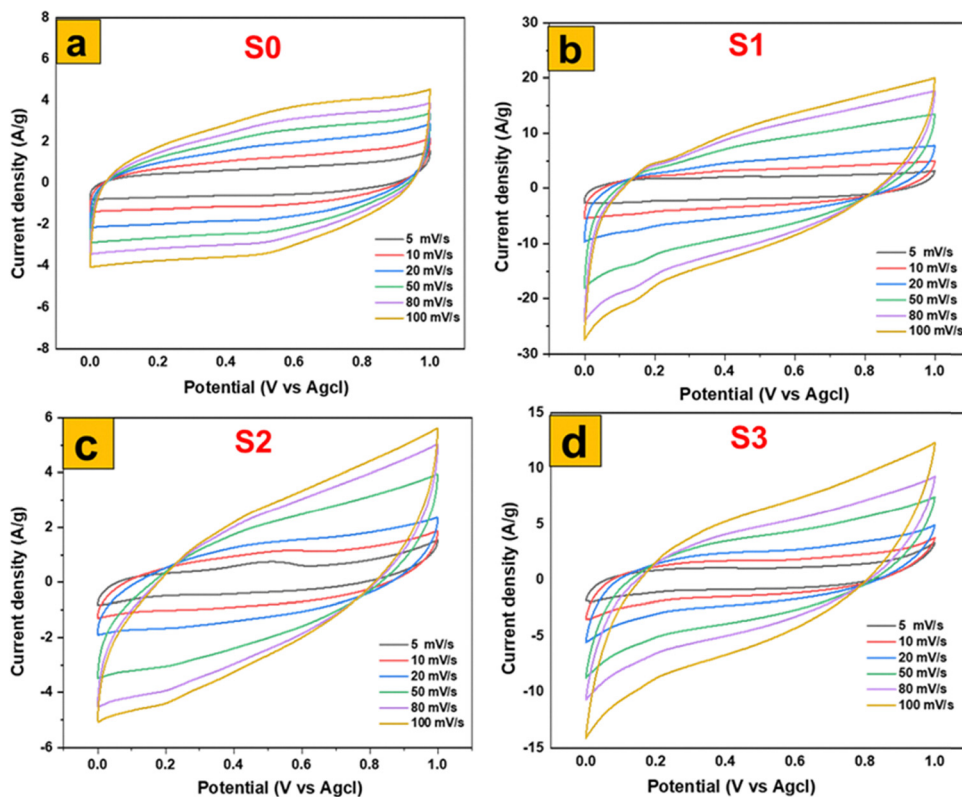 a
S0
Current density (A/g)
8
6
4
2
0
-2
-4
-6
-8
5 mV/s
10 mV/s
20 mV/s
50 mV/s
80 mV/s
100 mV/s
0.0 0.2 0.4 0.6 0.8 1.0
Potential (V vs Agcl)
b
S1
Current density (A/g)
30
20
10
0
-10
-20
-30
5 mV/s
10 mV/s
20 mV/s
50 mV/s
80 mV/s
100 mV/s
0.0 0.2 0.4 0.6 0.8 1.0
Potential (V vs Agcl)
c
S2
Current density (A/g)
6
4
2
0
-2
-4
-6
5 mV/s
10 mV/s
20 mV/s
50 mV/s
80 mV/s
100 mV/s
0.0 0.2 0.4 0.6 0.8 1.0
Potential (V vs Agcl)
d
S3
Current density (A/g)
15
10
5
0
-5
-10
-15
5 mV/s
10 mV/s
20 mV/s
50 mV/s
80 mV/s
100 mV/s
0.0 0.2 0.4 0.6 0.8 1.0
Potential (V vs Agcl)